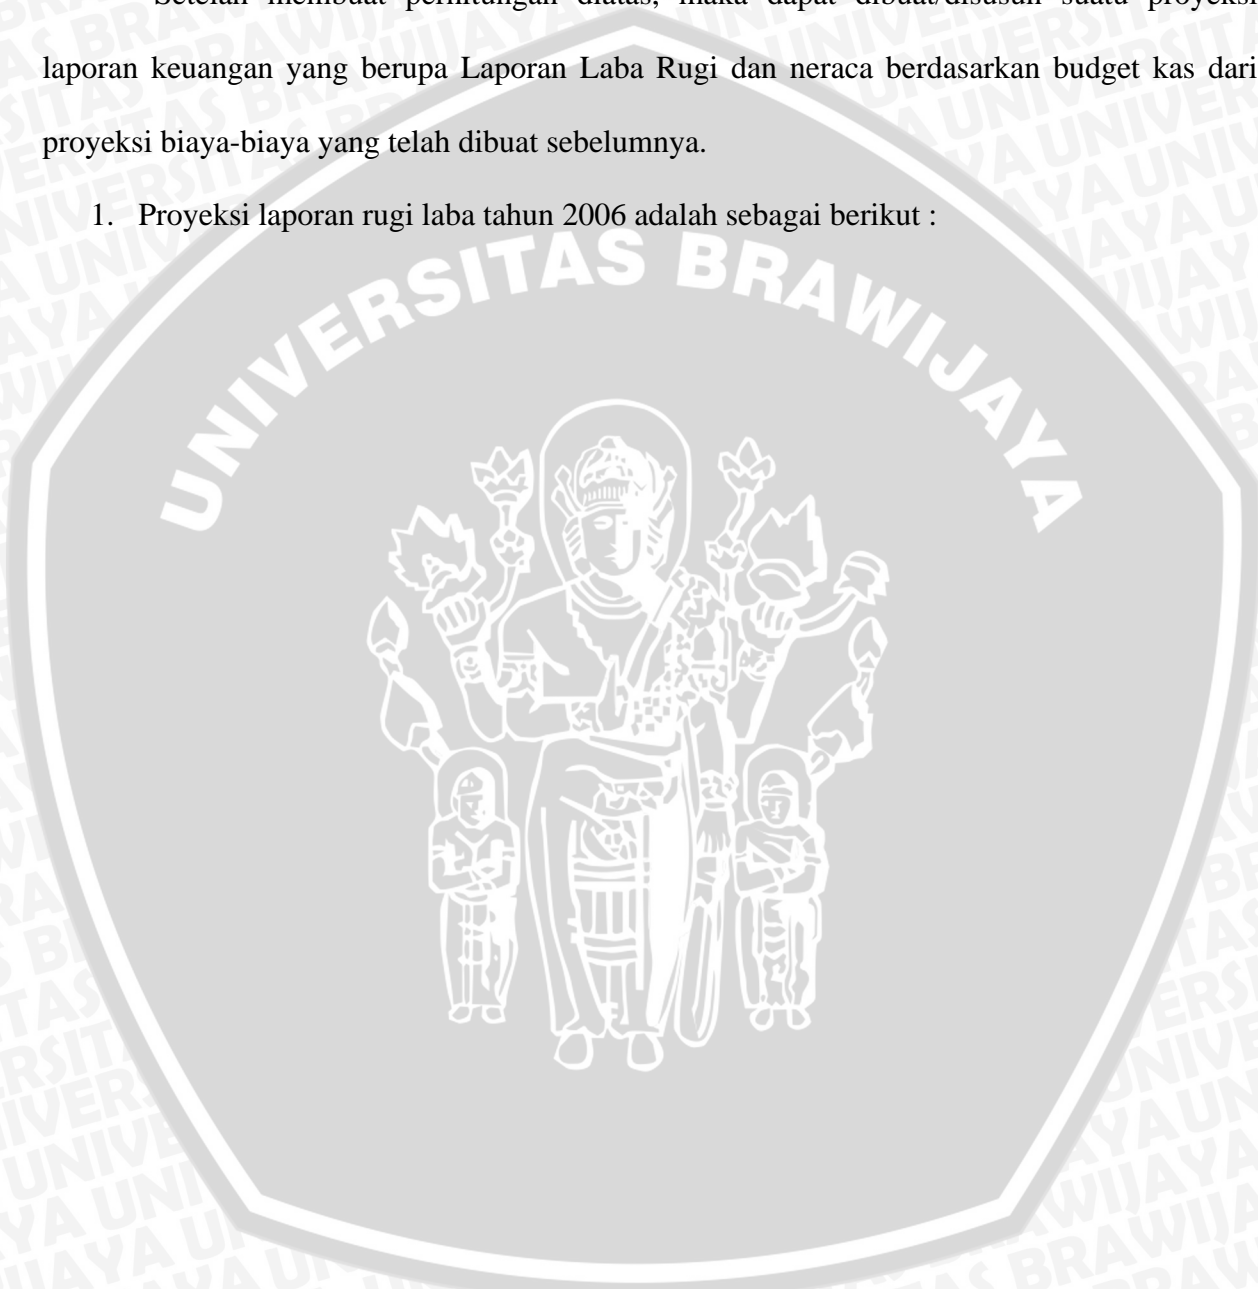 Setelah membuat perhitungan diatas, maka dapat dibuat/disusun suatu proyeksi
laporan keuangan yang berupa Laporan Laba Rugi dan neraca berdasarkan budget kas dari
proyeksi biaya-biaya yang telah dibuat sebelumnya.
1. Proyeksi laporan rugi laba tahun 2006 adalah sebagai berikut :
UNIVERSITAS BRAWIJAYA